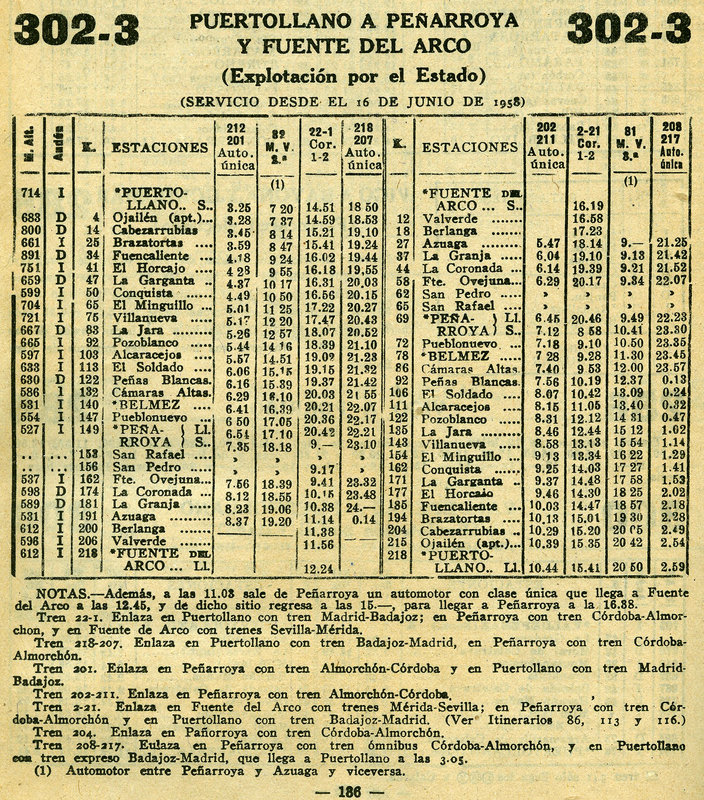 302-3
PUERTOLLANO A PEÑARROYA
Y FUENTE DEL ARCO
302-3
(Explotación por el Estado)
(SERVICIO DESDE EL 16 DE JUNIO DE 1958)
M. Alt. Andén K. ESTACIONES 212 201 Auto. única 82 M. V. 3.ª 22-1 Cor. 1-2 218 207 Auto. única
(1)
714 I *PUERTO-
LLANO.. S.. 3.25 7 20 14.51 18 50
683 D 4 Ojailén (apt.)... 3.28 7 37 14.59 18.53
800 D 14 Cabezarrubias 3.45 8 14 15.21 19.10
661 I 25 Brazatortas .... 3.59 8 47 15.41 19.24
891 D 34 Fuencaliente .... 4.18 9 24 16.02 19.44
751 I 41 El Horcajo .... 4 28 9 55 16.18 19.55
659 D 47 La Garganta .. 4.37 10 17 16.31 20.03
599 I 50 Conquista ..... 4.49 10 50 16.56 20.15
704 I 65 El Minguillo .. 5.01 11 25 17.22 20.27
721 I 75 Villanueva .... 5.17 12 20 17.47 20.43
667 D 83 La Jara ........ 5.26 12 57 18.07 20.52
665 I 92 Pozoblanco .... 5.44 14 16 18.39 21.10
597 I 103 Alcaracejos .... 5.57 14.51 19.02 21.23
633 I 113 El Soldado .... 6.06 15.15 19.15 21.32
630 D 122 Peñas Blancas. 6.16 15.39 19.37 21.42
586 I 132 Cámaras Altas. 6.29 18.10 20.03 21 55
531 I 140 *BELMEZ ..... 6.41 16.39 20.21 22.07
554 I 147 Pueblonuevo .. 6 50 17.05 20.36 22.17
527 I 149 *PEÑA- } Ll. 6.54 17.10 20.42 22.21
RROYA } S.. 7.35 18.18 9.— 23.10
.. ... 153 San Rafael .... » » » »
.. ... 156 San Pedro ..... » » 9.17 »
537 I 162 Fte. Ovejuna... 7.56 18.39 9.41 23.32
598 D 174 La Coronada ... 8.12 18.55 10.15 23.48
589 D 181 La Granja .... 8.23 19.06 10.38 24.—
531 I 191 Azuaga ........ 8.37 19.20 11.14 0.14
612 I 200 Berlanga ...... 11.38
596 I 206 Valverde ...... 11.56
612 I 218 *FUENTE DEL
ARCO ... Ll. 12.24
K. ESTACIONES 202 211 Auto. única 2-21 Cor. 1-2 81 M. V. 3.ª 208 217 Auto. única
(1)
*FUENTE DEL
ARCO ... S.. 16.19
12 Valverde ........ 16.58
18 Berlanga ........ 17.23
27 Azuaga .......... 5.47 18.14 9.— 21.25
37 La Granja ...... 6.04 19.10 9.13 21.42
44 La Coronada .... 6.14 19.39 9.21 21.52
58 Fte. Ovejuna.... 6.29 20.17 9.34 22.07
62 San Pedro ...... » » » »
65 San Rafael ..... » » » »
69 *PEÑA- } Ll. 6.45 20.46 9.49 22.23
RROYA } S.. 7.12 8 58 10.41 23.30
72 Pueblonuevo .... 7.18 9.10 10.50 23.35
78 *BELMEZ ...... 7 28 9.28 11.30 23.45
86 Cámaras Altas. 7.40 9.53 12.00 23.57
92 Peñas Blancas. 7.56 10.19 12.37 0.13
106 El Soldado ..... 8.07 10.42 13.09 0.24
111 Alcaracejos ..... 8.15 11.05 13.40 0.32
126 Pozoblanco ..... 8.31 12.12 14 31 0.47
135 La Jara ......... 8.46 12.44 15.12 1.02
143 Villanueva ...... 8.58 13.13 15 54 1.14
154 El Minguillo ... 9.13 13.34 16 22 1.29
162 Conquista ...... 9.25 14.03 17 27 1.41
171 La Garganta .. 9.37 14.48 17 58 1.53
177 El Horcajo .... 9.46 14.30 18 25 2.02
185 Fuencaliente .... 10.03 14.47 18 57 2.18
194 Brazatortas .... 10.13 15.01 19 30 2.28
204 Cabezarrubias .. 10.29 15.20 20 05 2.49
215 Ojailén (apt.)... 10.39 15.35 20 42 2.54
218 *PUERTO-
LLANO.. Ll. 10.44 15.41 20 50 2.59
NOTAS.—Además, a las 11.03 sale de Peñarroya un automotor con clase única que llega a Fuente
del Arco a las 12.45, y de dicho sitio regresa a las 15.—, para llegar a Peñarroya a la 16.38.
Tren 22-1. Enlaza en Puertollano con tren Madrid-Badajoz; en Peñarroya con tren Córdoba-Almor-
chon, y en Fuente de Arco con trenes Sevilla-Mérida.
Tren 218-207. Enlaza en Puertollano con tren Badajoz-Madrid, en Peñarroya con tren Córdoba-
Almorchón.
Tren 201. Enlaza en Peñarroya con tren Almorchón-Córdoba y en Puertollano con tren Madrid-
Badajoz.
Tren 202-211. Enlaza en Peñarroya con tren Almorchón-Córdoba.
Tren 2-21. Enlaza en Fuente del Arco con trenes Mérida-Sevilla; en Peñarroya con tren Cór-
doba-Almorchón y en Puertollano con tren Badajoz-Madrid. (Ver Itinerarios 86, 113 y 116.)
Tren 204. Enlaza en Pañorroya con tren Córdoba-Almorchón.
Tren 208-217. Eulaza en Peñarroya con tren ómnibus Córdoba-Almorchón, y en Puertollano
con tren expreso Badajoz-Madrid, que llega a Puertollano a las 3.05.
(1) Automotor entre Peñarroya y Azuaga y viceversa.
— 186 —